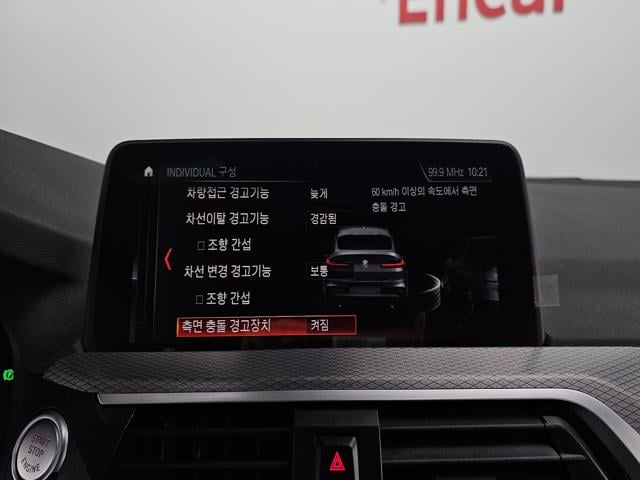 Encar
INDIVIDUAL 구성
99.9 MHz 10:21
차량접근 경고기능 늦게
차선이탈 경고기능 경감됨
조향 간섭
차선 변경 경고기능 보통
조향 간섭
측면 충돌 경고장치 켜짐
60 km/h 이상의 속도에서 측면
충돌 경고
START
STOP
ENGINE